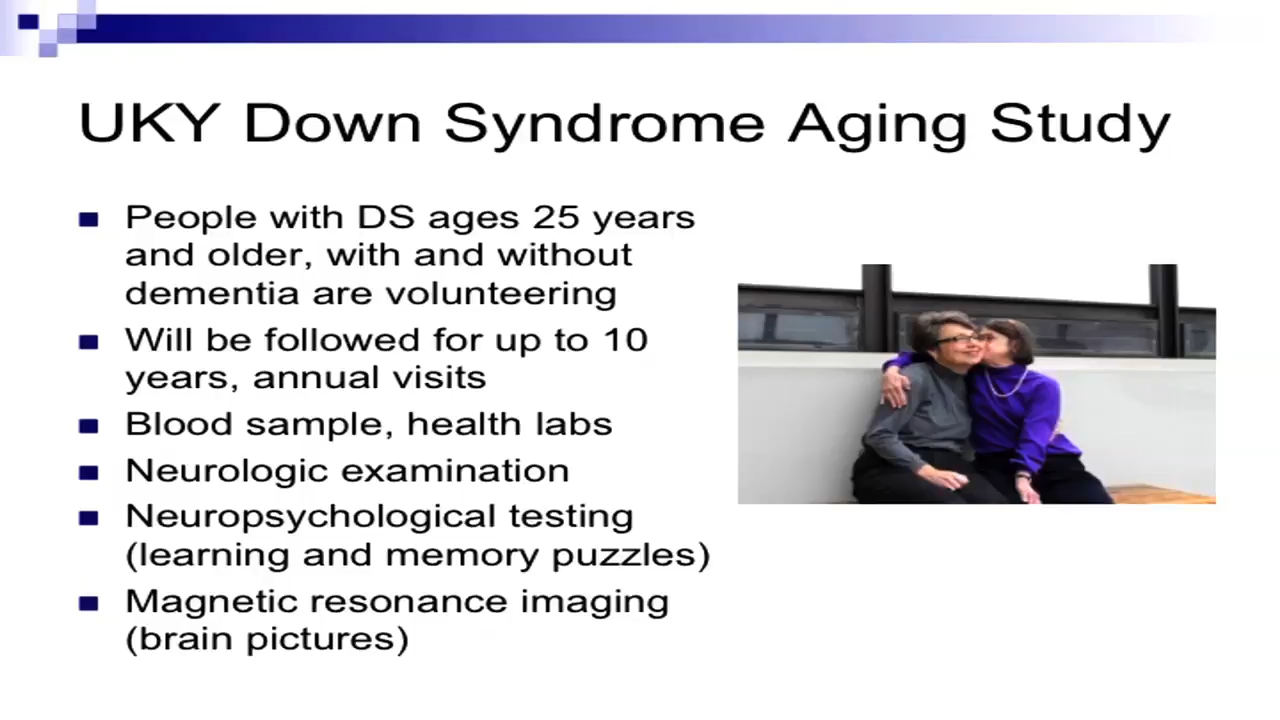 UKY Down Syndrome Aging Study
People with DS ages 25 years
and older, with and without
dementia are volunteering
Will be followed for up to 10
years, annual visits
Blood sample, health labs
Neurologic examination
Neuropsychological testing
(learning and memory puzzles)
Magnetic resonance imaging
(brain pictures)